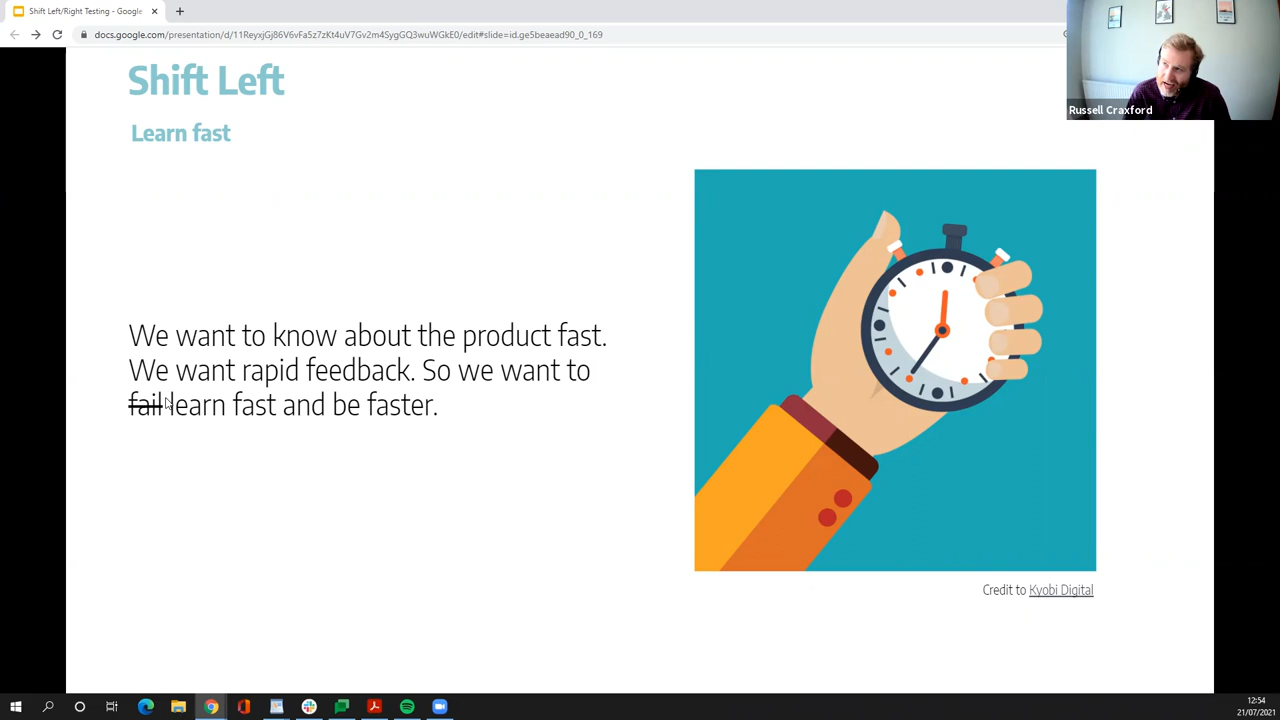 Shift Left/Right Testing - Google
docs.google.com/presentation/d/11ReyxjGj86V6vFa5z7zKt4uV7Gv2m4SygGQ3wuWGkE0/edit#slide=id.ge5beaead90_0_169
Russell Craxford
Shift Left
Learn fast
We want to know about the product fast.
We want rapid feedback. So we want to
fail learn fast and be faster.
Credit to Kyobi Digital
12:54
21/07/2021